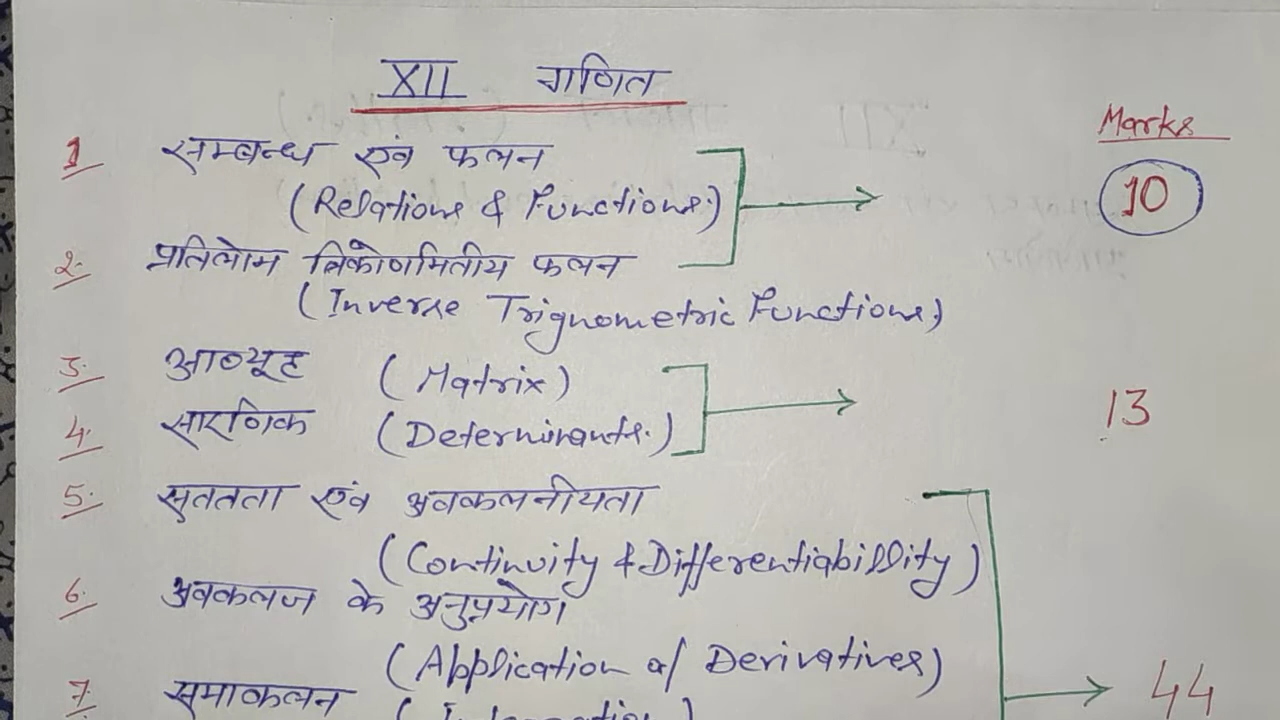 XII गणित
Marks
1 सम्बन्ध एवं फलन
(Relations & Functions.)
10
2. प्रतिलोम त्रिकोणमितीय फलन
(Inverse Trignometric Functions)
3. आव्यूह (Matrix)
13
4. सारणिक (Determinants.)
5. सततता एवं अवकलनीयता
(Continuity & Differentiability)
6. अवकलज के अनुप्रयोग
(Application of Derivatives)
44
7. समाकलन